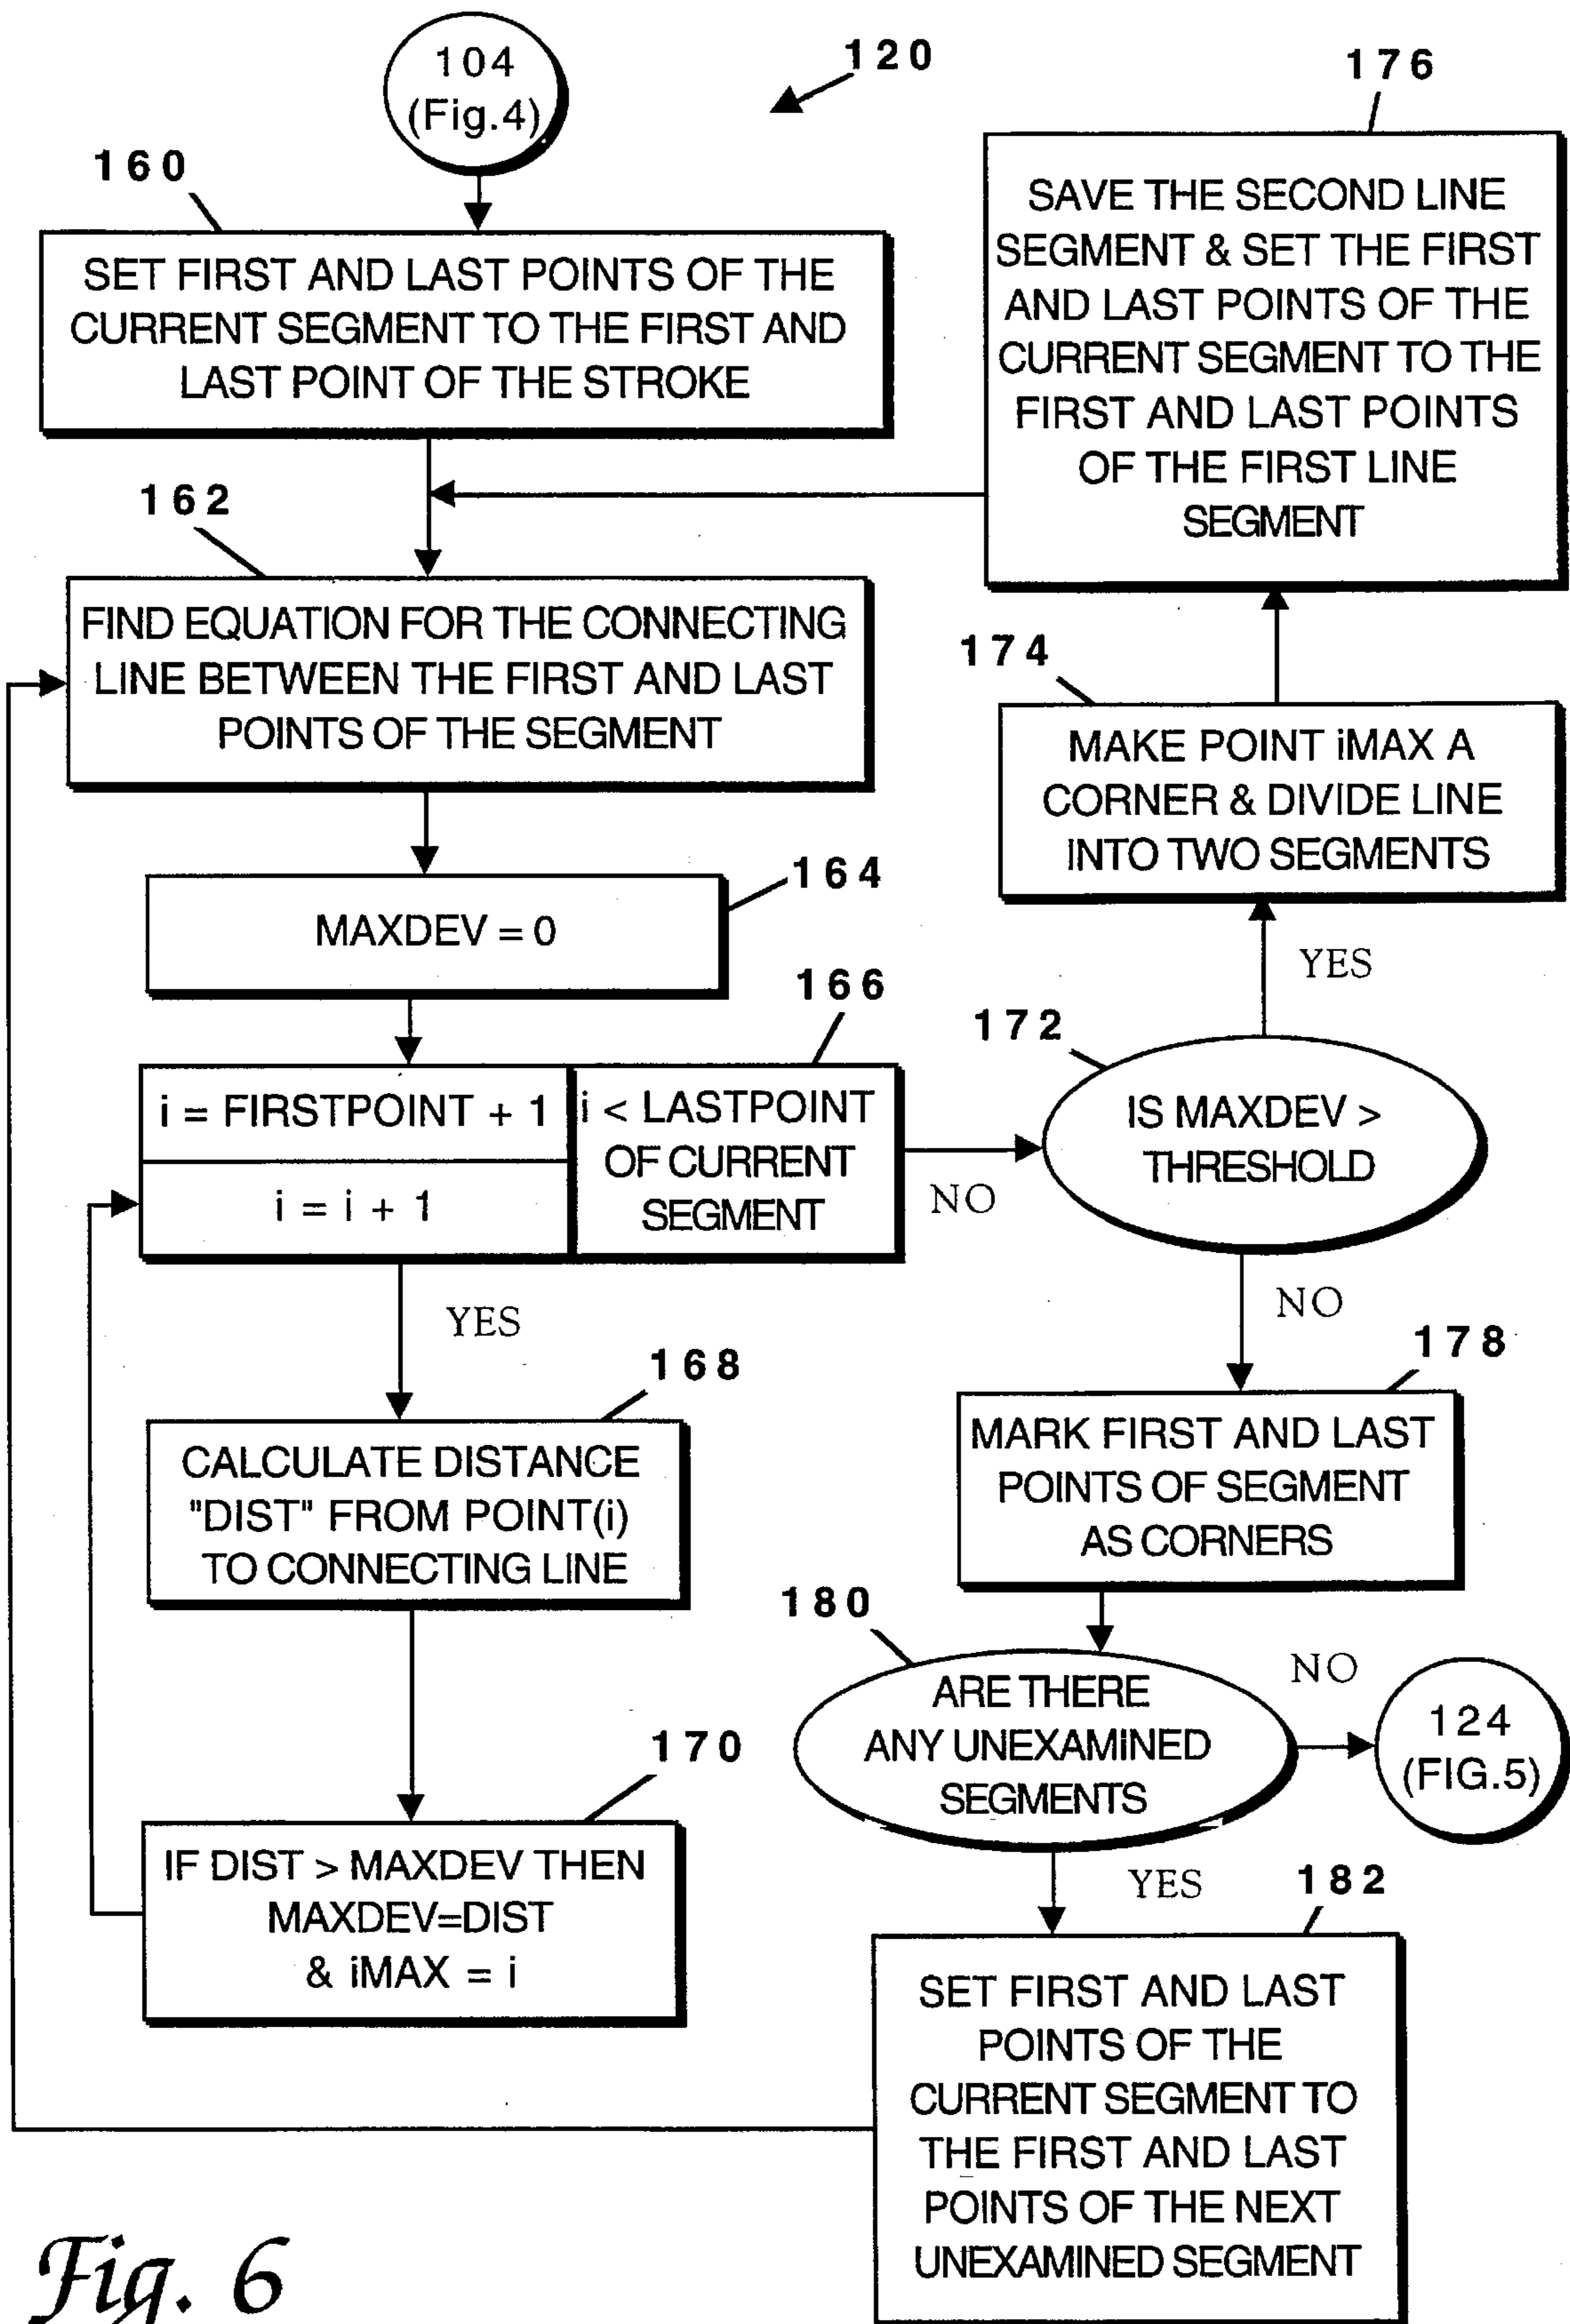 104
(Fig.4)
120
160
SET FIRST AND LAST POINTS OF THE
CURRENT SEGMENT TO THE FIRST AND
LAST POINT OF THE STROKE
176
SAVE THE SECOND LINE
SEGMENT & SET THE FIRST
AND LAST POINTS OF THE
CURRENT SEGMENT TO THE
FIRST AND LAST POINTS
OF THE FIRST LINE
SEGMENT
162
FIND EQUATION FOR THE CONNECTING
LINE BETWEEN THE FIRST AND LAST
POINTS OF THE SEGMENT
174
MAKE POINT iMAX A
CORNER & DIVIDE LINE
INTO TWO SEGMENTS
164
MAXDEV = 0
YES
166
i = FIRSTPOINT + 1
i = i + 1
i < LASTPOINT
OF CURRENT
SEGMENT
NO
172
IS MAXDEV >
THRESHOLD
YES
NO
168
CALCULATE DISTANCE
"DIST" FROM POINT(i)
TO CONNECTING LINE
178
MARK FIRST AND LAST
POINTS OF SEGMENT
AS CORNERS
170
IF DIST > MAXDEV THEN
MAXDEV=DIST
& iMAX = i
180
ARE THERE
ANY UNEXAMINED
SEGMENTS
NO
124
(FIG.5)
YES
182
SET FIRST AND LAST
POINTS OF THE
CURRENT SEGMENT TO
THE FIRST AND LAST
POINTS OF THE NEXT
UNEXAMINED SEGMENT
Fig. 6